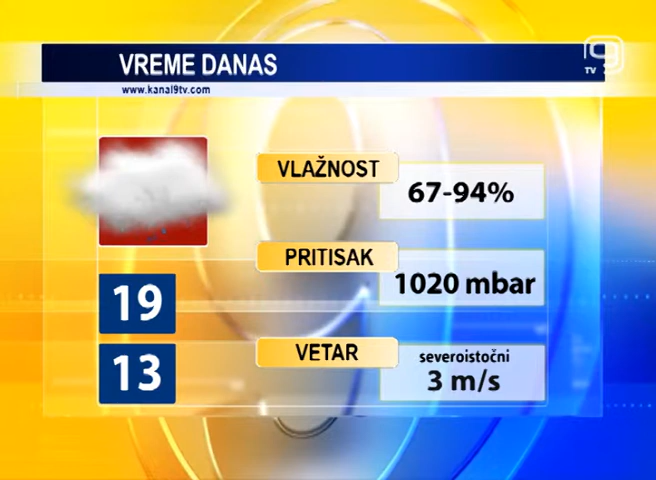 VREME DANAS
9
TV
www.kanal9tv.com
VLAŽNOST
67-94%
PRITISAK
1020 mbar
19
VETAR
severoistočni
13
3 m/s